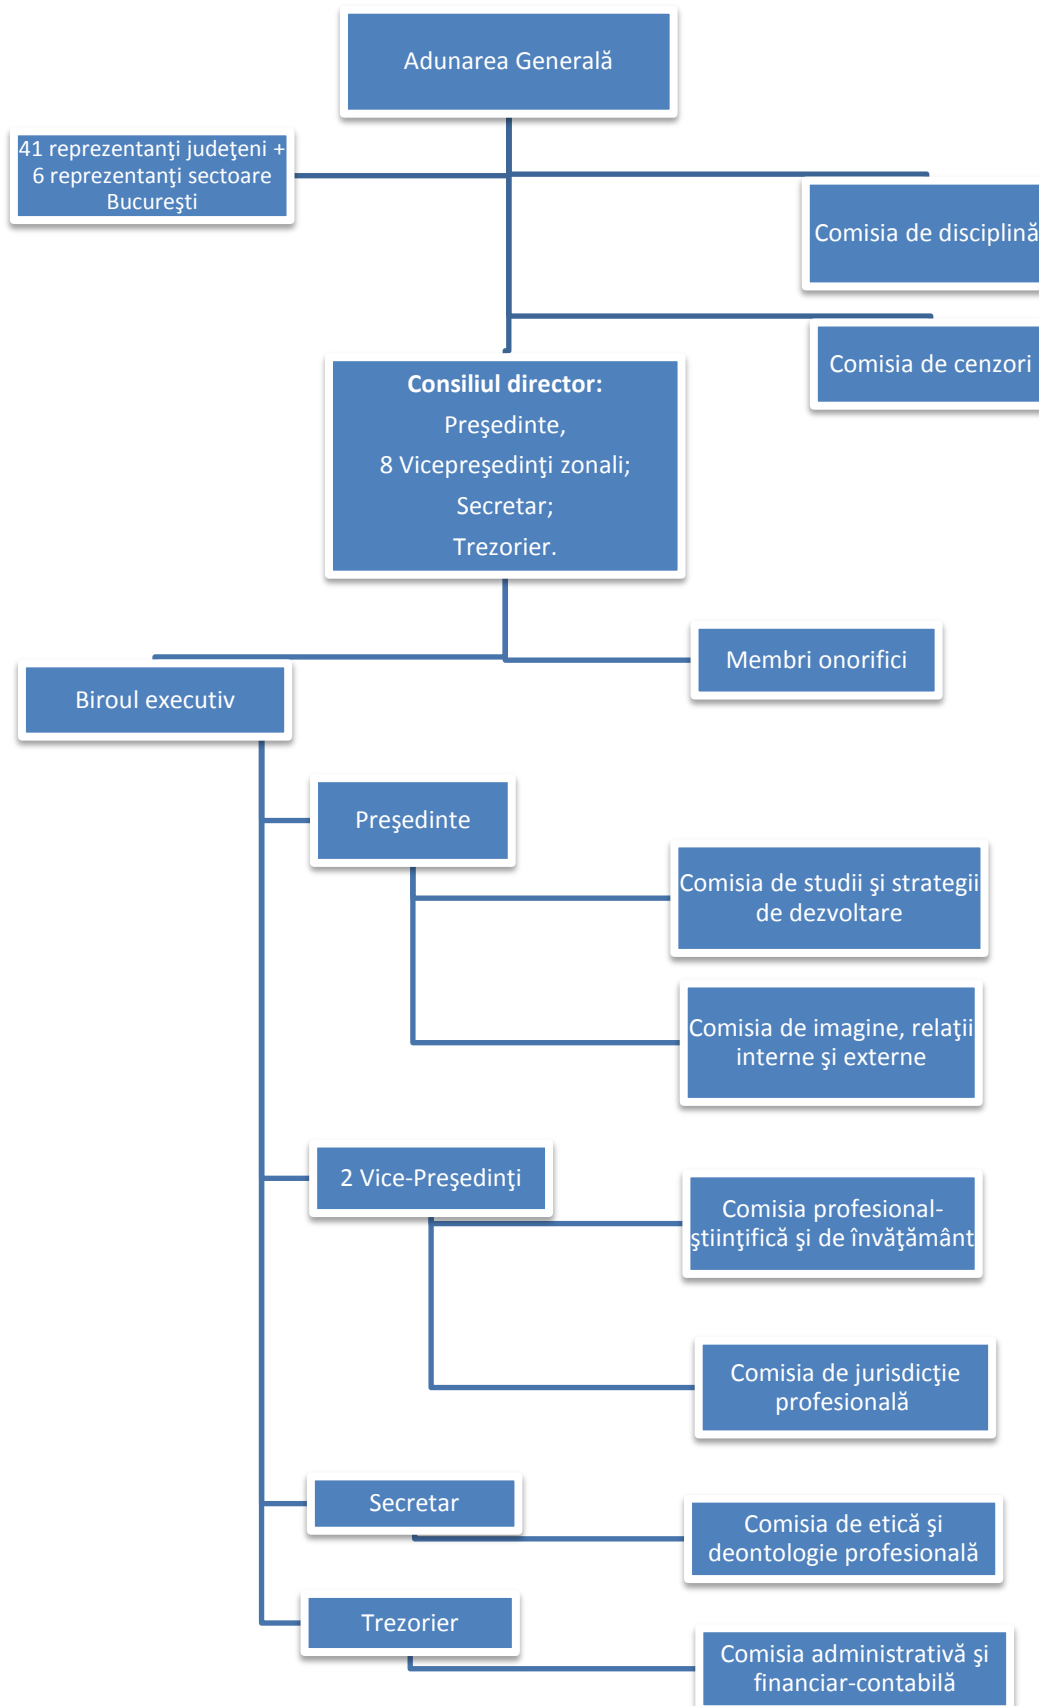 Adunarea Generală
41 reprezentanţi judeţeni +
6 reprezentanţi sectoare
Bucureşti
Comisia de disciplină
Comisia de cenzori
Consiliul director:
Preşedinte,
8 Vicepreşedinţi zonali;
Secretar;
Trezorier.
Membri onorifici
Biroul executiv
Preşedinte
Comisia de studii şi strategii
de dezvoltare
Comisia de imagine, relaţii
interne şi externe
2 Vice-Preşedinţi
Comisia profesional-
ştiinţifică şi de învăţământ
Comisia de jurisdicţie
profesională
Secretar
Comisia de etică şi
deontologie profesională
Trezorier
Comisia administrativă şi
financiar-contabilă